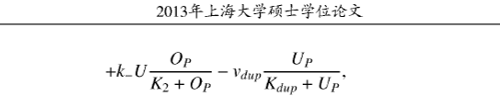 2013年上海大学硕士学位论文
+k₋U \frac{O_P}{K_2 + O_P} − v_{dup} \frac{U_P}{K_{dup} + U_P},